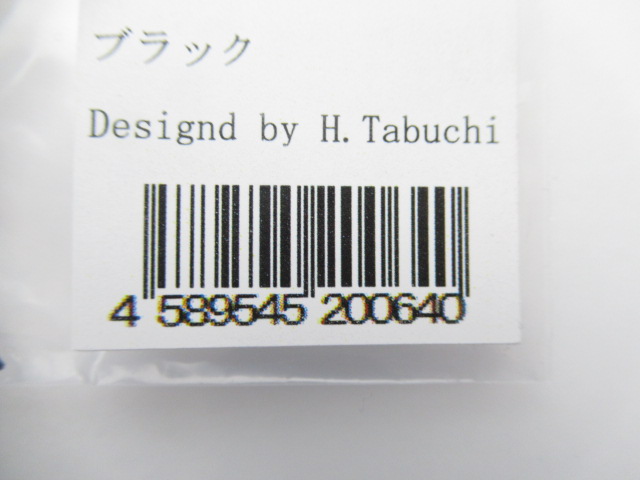 ブラック
Designd by H.Tabuchi
4 589545 200640